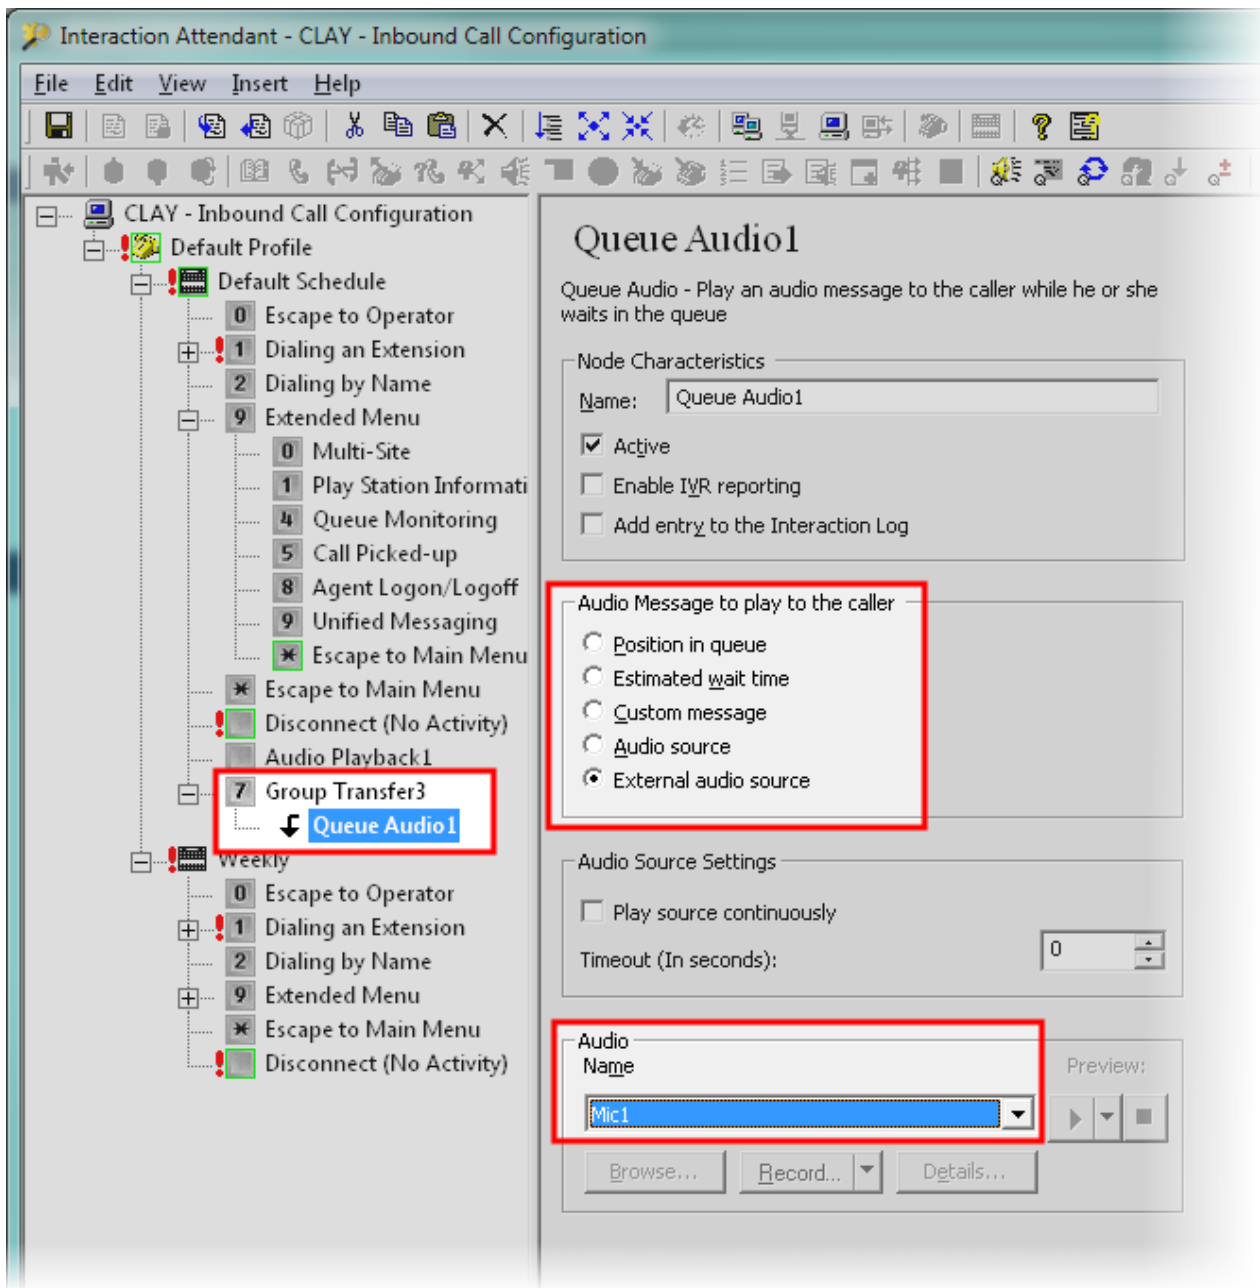 Interaction Attendant - CLAY - Inbound Call Configuration
File Edit View Insert Help
CLAY - Inbound Call Configuration
Default Profile
Default Schedule
0 Escape to Operator
1 Dialing an Extension
2 Dialing by Name
9 Extended Menu
0 Multi-Site
1 Play Station Informati
4 Queue Monitoring
5 Call Picked-up
8 Agent Logon/Logoff
9 Unified Messaging
* Escape to Main Menu
* Escape to Main Menu
Disconnect (No Activity)
Audio Playback1
7 Group Transfer3
Queue Audio1
Weekly
0 Escape to Operator
1 Dialing an Extension
2 Dialing by Name
9 Extended Menu
* Escape to Main Menu
Disconnect (No Activity)
Queue Audio1
Queue Audio - Play an audio message to the caller while he or she
waits in the queue
Node Characteristics
Name: Queue Audio1
Active
Enable IVR reporting
Add entry to the Interaction Log
Audio Message to play to the caller
Position in queue
Estimated wait time
Custom message
Audio source
External audio source
Audio Source Settings
Play source continuously
Timeout (In seconds): 0
Audio
Name
Preview:
Mic1
Browse... Record... Details...